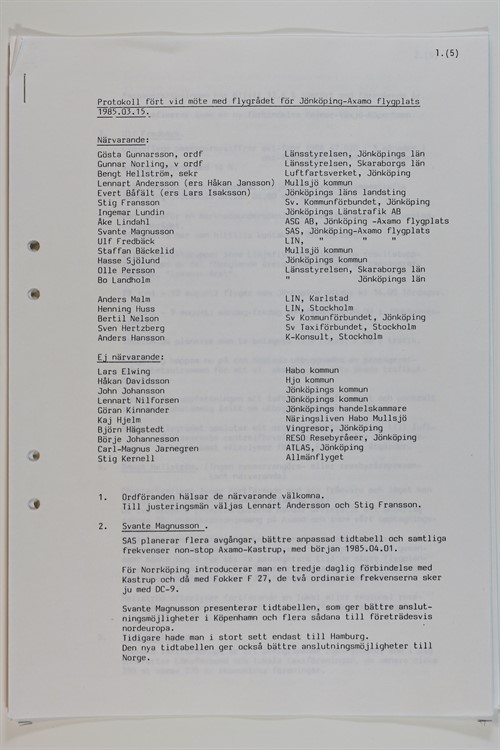 1.(5)
Protokoll fört vid möte med flygrådet för Jönköping-Axamo flygplats
1985.03.15.
Närvarande:
Gösta Gunnarsson, ordf Länsstyrelsen, Jönköpings län
Gunnar Norling, v ordf Länsstyrelsen, Skaraborgs län
Bengt Hellström, sekr Luftfartsverket, Jönköping
Lennart Andersson (ers Håkan Jansson) Mullsjö kommun
Evert Båfält (ers Lars Isaksson) Jönköpings läns landsting
Stig Fransson Sv. Kommunförbundet, Jönköping
Ingemar Lundin Jönköpings Länstrafik AB
Åke Lindahl ASG AB, Jönköping -Axamo flygplats
Svante Magnusson SAS, Jönköping-Axamo flygplats
Ulf Fredbäck LIN, " " "
Staffan Bäckelid Mullsjö kommun
Hasse Sjölund Jönköpings kommun
Olle Persson Länsstyrelsen, Skaraborgs län
Bo Landholm " Jönköpings län
Anders Malm LIN, Karlstad
Henning Huss LIN, Stockholm
Bertil Nelson Sv Kommunförbundet, Jönköping
Sven Hertzberg Sv Taxiförbundet, Stockholm
Anders Hansson K-Konsult, Stockholm
Ej närvarande:
Lars Elwing Habo kommun
Håkan Davidsson Hjo kommun
John Johansson Jönköpings kommun
Lennart Nilforsen Jönköpings kommun
Göran Kinnander Jönköpings handelskammare
Kaj Hjelm Näringsliven Habo Mullsjö
Björn Hägstedt Vingresor, Jönköping
Börje Johannesson RESO Resebyråeer, Jönköping
Carl-Magnus Jarnegren ATLAS, Jönköping
Stig Kernell Allmänflyget
1. Ordföranden hälsar de närvarande välkomna.
Till justeringsmän väljas Lennart Andersson och Stig Fransson.
2. Svante Magnusson .
SAS planerar flera avgångar, bättre anpassad tidtabell och samtliga
frekvenser non-stop Axamo-Kastrup, med början 1985.04.01.
För Norrköping introducerar man en tredje daglig förbindelse med
Kastrup och då med Fokker F 27, de två ordinarie frekvenserna sker
ju med DC-9.
Svante Magnusson presenterar tidtabellen, som ger bättre anslut-
ningsmöjligheter i Köpenhamn och flera sådana till företrädesvis
nordeuropa.
Tidigare hade man i stort sett endast till Hamburg.
Den nya tidtabellen ger också bättre anslutningsmöjligheter till
Norge.